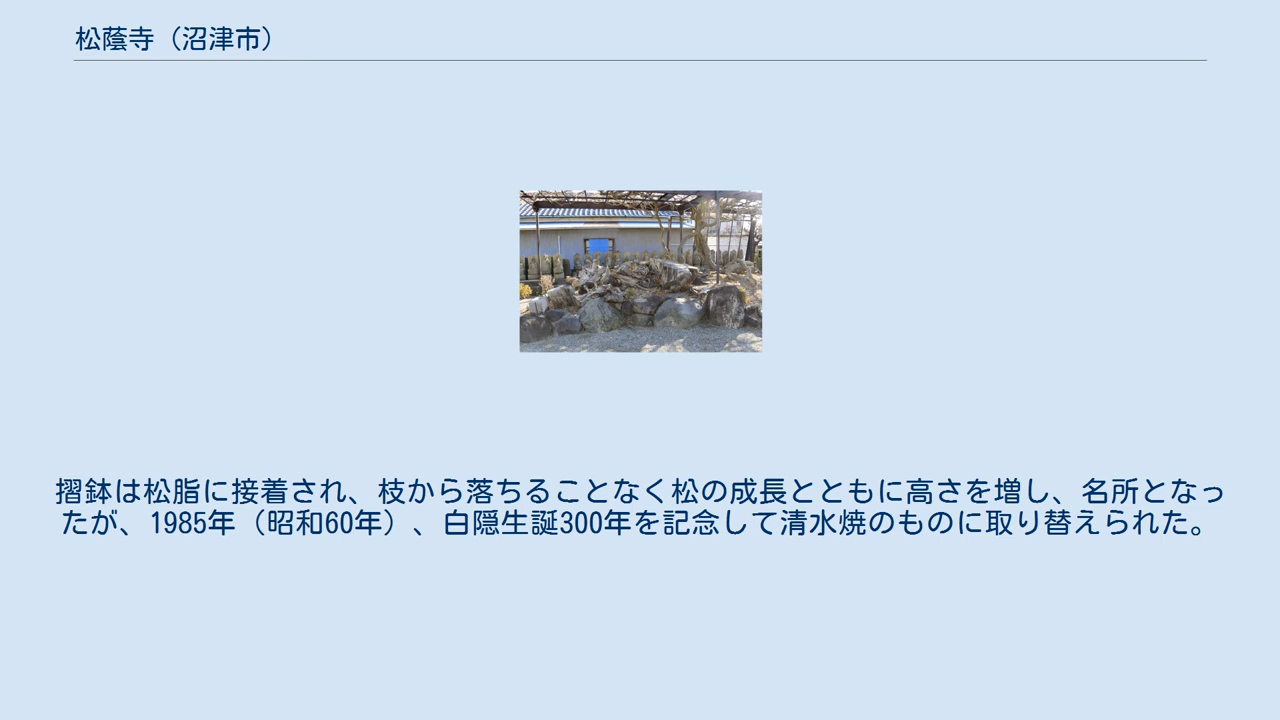 松蔭寺（沼津市）
摺鉢は松脂に接着され、枝から落ちることなく松の成長とともに高さを増し、名所となっ
たが、1985年（昭和60年）、白隠生誕300年を記念して清水焼のものに取り替えられた。